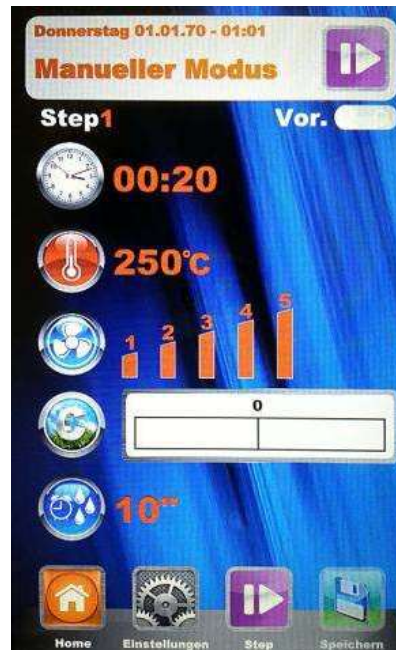 Donnerstag 01.01.70 - 01:01
Manueller Modus
Step1 Vor.
00:20
250°C
1 2 3 4 5
0
10"
Home Einstellungen Step Speichern